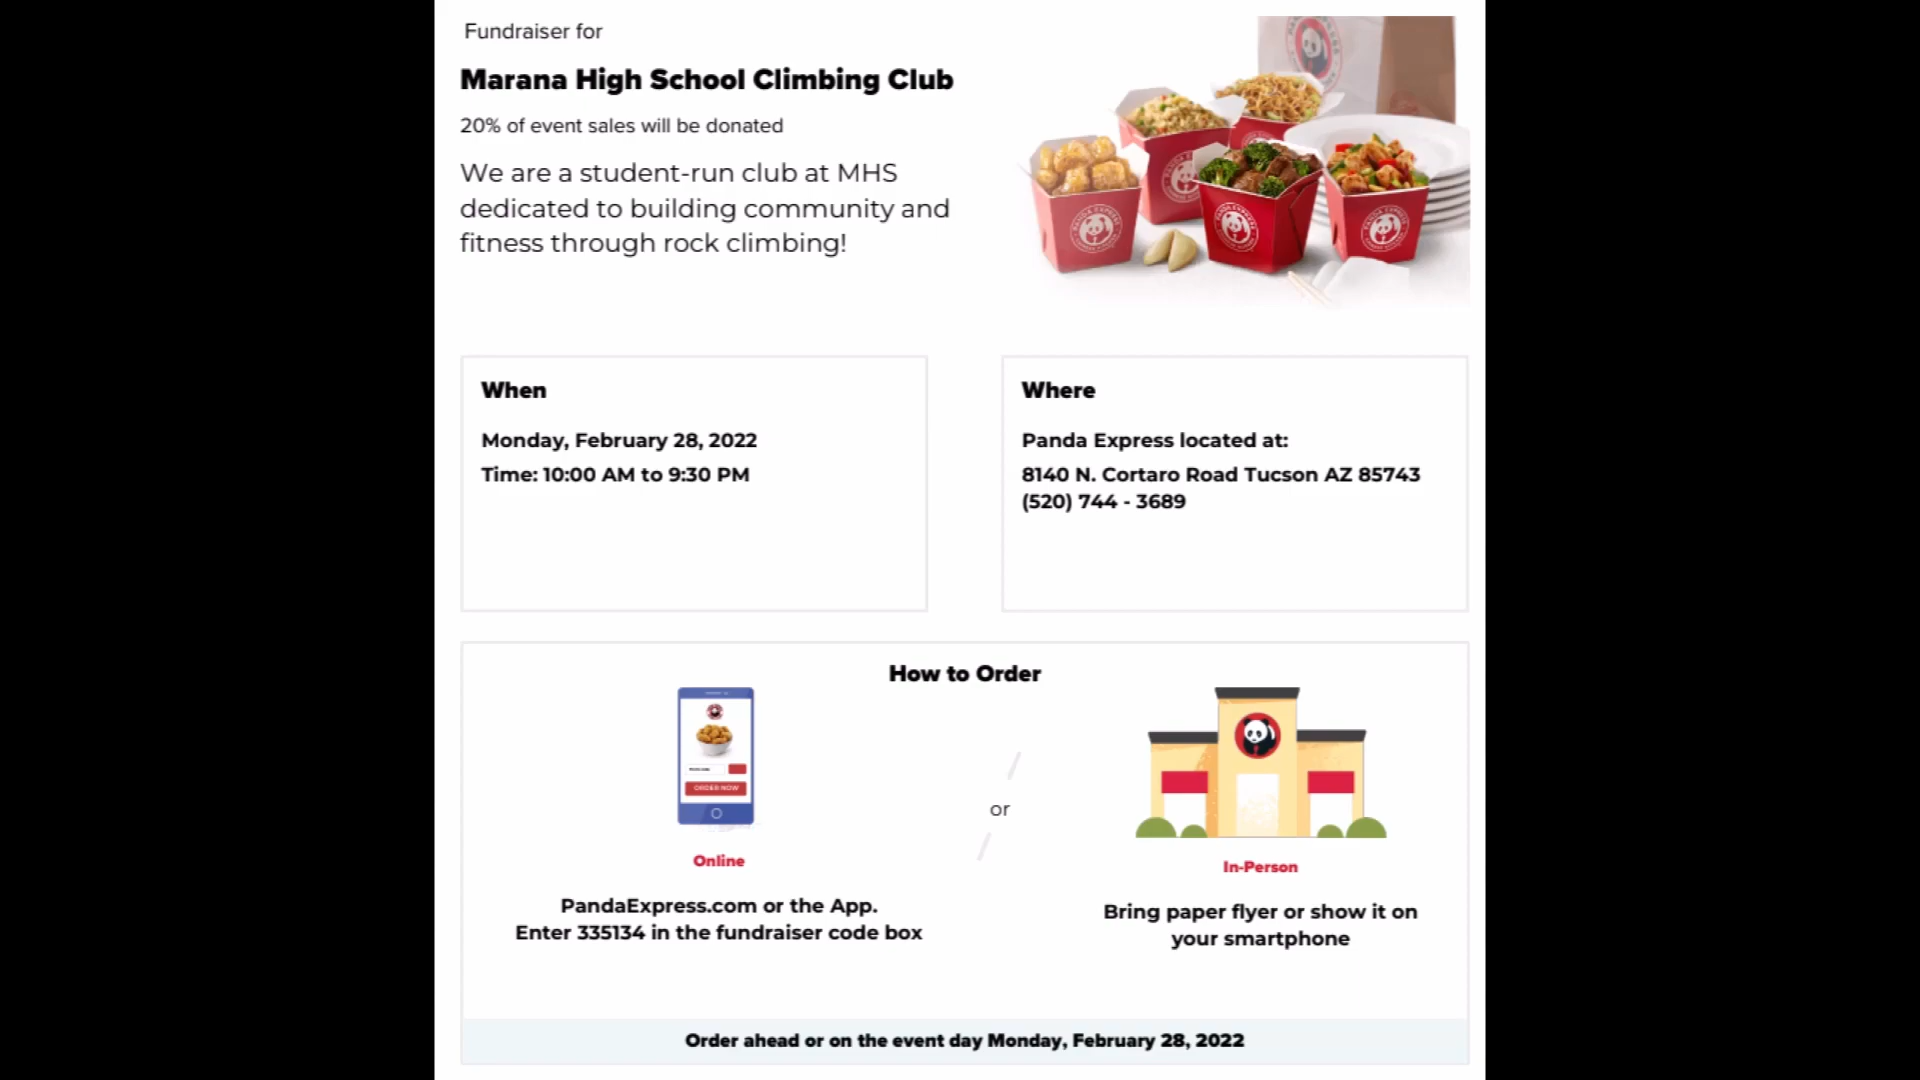 Fundraiser for
Marana High School Climbing Club
20% of event sales will be donated
We are a student-run club at MHS
dedicated to building community and
fitness through rock climbing!
When
Monday, February 28, 2022
Time: 10:00 AM to 9:30 PM
Where
Panda Express located at:
8140 N. Cortaro Road Tucson AZ 85743
(520) 744 - 3689
How to Order
ORDER NOW
Online
PandaExpress.com or the App.
Enter 335134 in the fundraiser code box
or
In-Person
Bring paper flyer or show it on
your smartphone
Order ahead or on the event day Monday, February 28, 2022